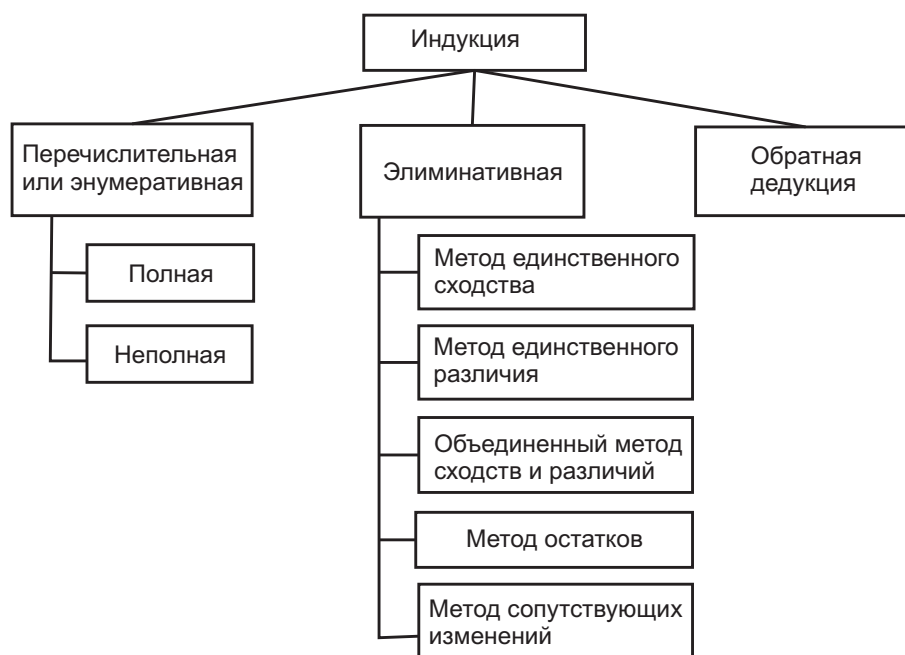 Индукция
Перечислительная
или энумеративная
Элиминативная
Обратная
дедукция
Полная
Неполная
Метод единственного
сходства
Метод единственного
различия
Объединенный метод
сходств и различий
Метод остатков
Метод сопутствующих
изменений